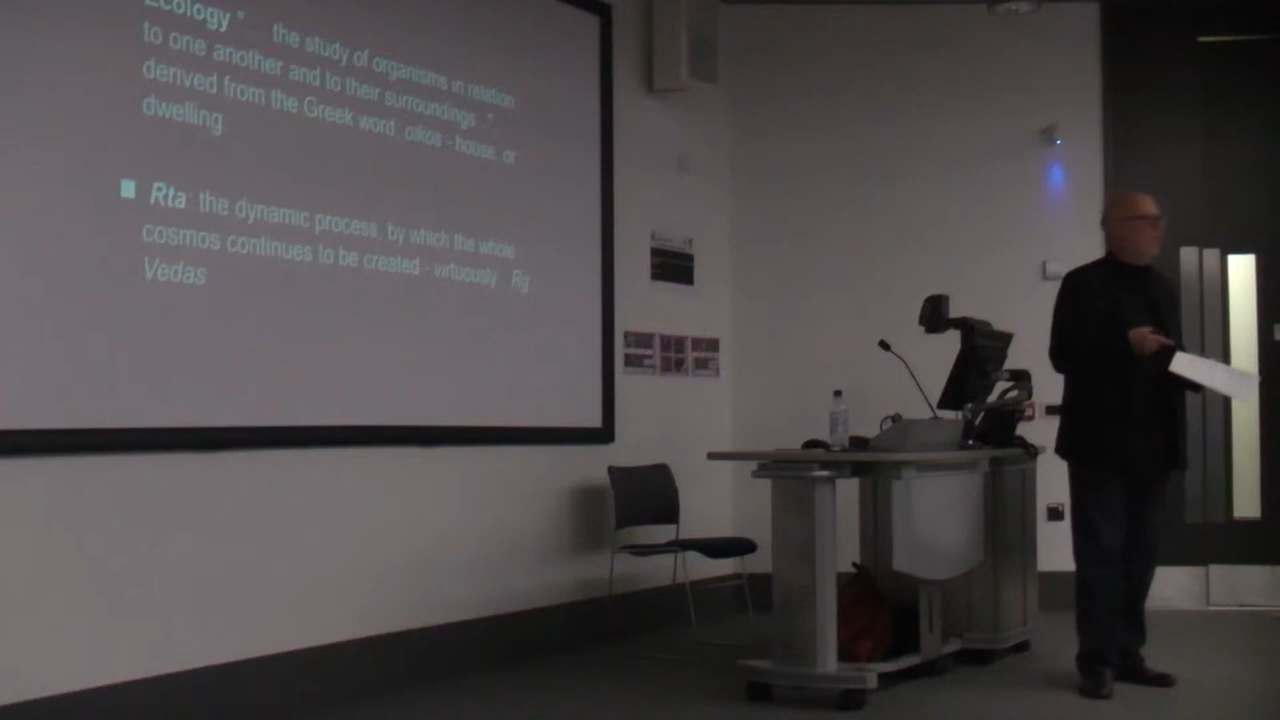 Ecology " the study of organisms in relation
to one another and to their surroundings ."
derived from the Greek word, oikos - house, or
dwelling
Rta: the dynamic process, by which the whole
cosmos continues to be created - virtuously Rg
Vedas